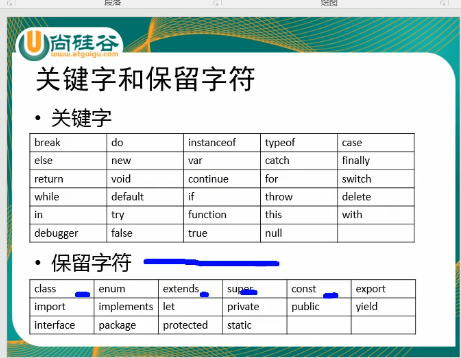 段落
绘图
尚硅谷
www.atguigu.com
关键字和保留字符
• 关键字
break do instanceof typeof case
else new var catch finally
return void continue for switch
while default if throw delete
in try function this with
debugger false true null
• 保留字符
class enum extends super const export
import implements let private public yield
interface package protected static